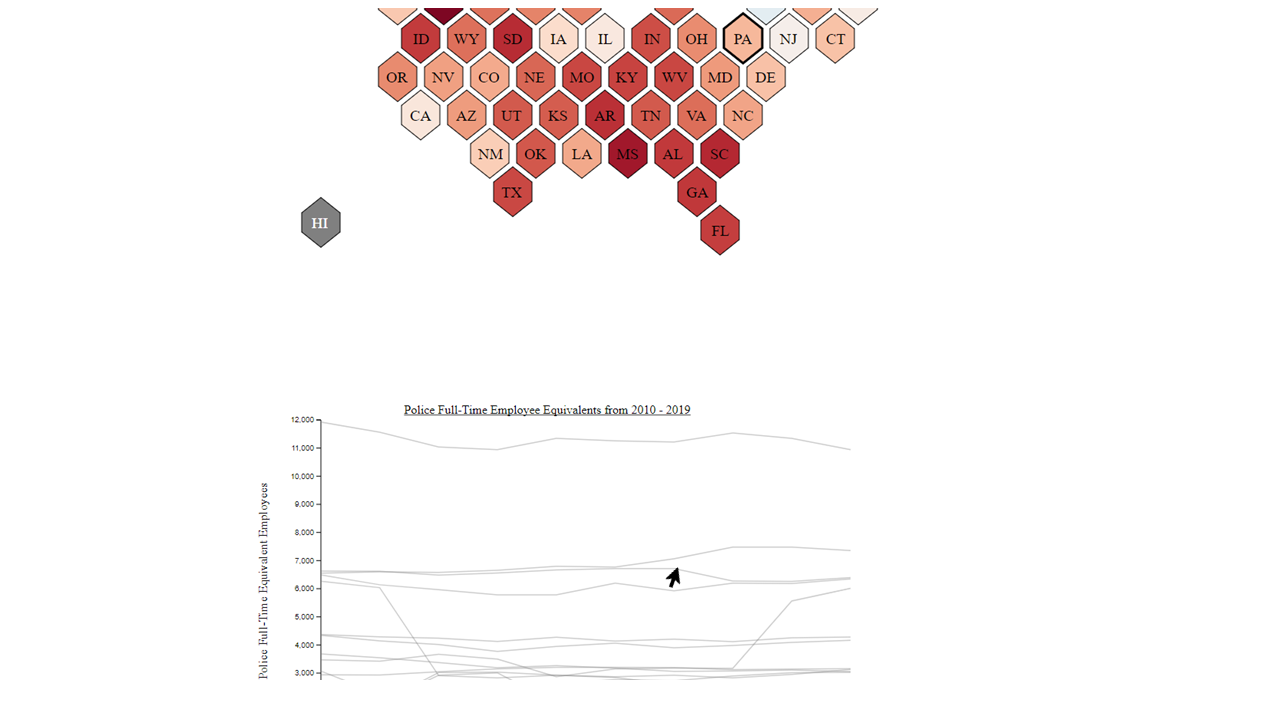 ID WY SD IA IL IN OH PA NJ CT
OR NV CO NE MO KY WV MD DE
CA AZ UT KS AR TN VA NC
NM OK LA MS AL SC
TX GA
HI
FL
Police Full-Time Employee Equivalents from 2010 - 2019
12,000
11,000
10,000
9,000
8,000
7,000
6,000
5,000
4,000
3,000
Police Full-Time Equivalent Employees